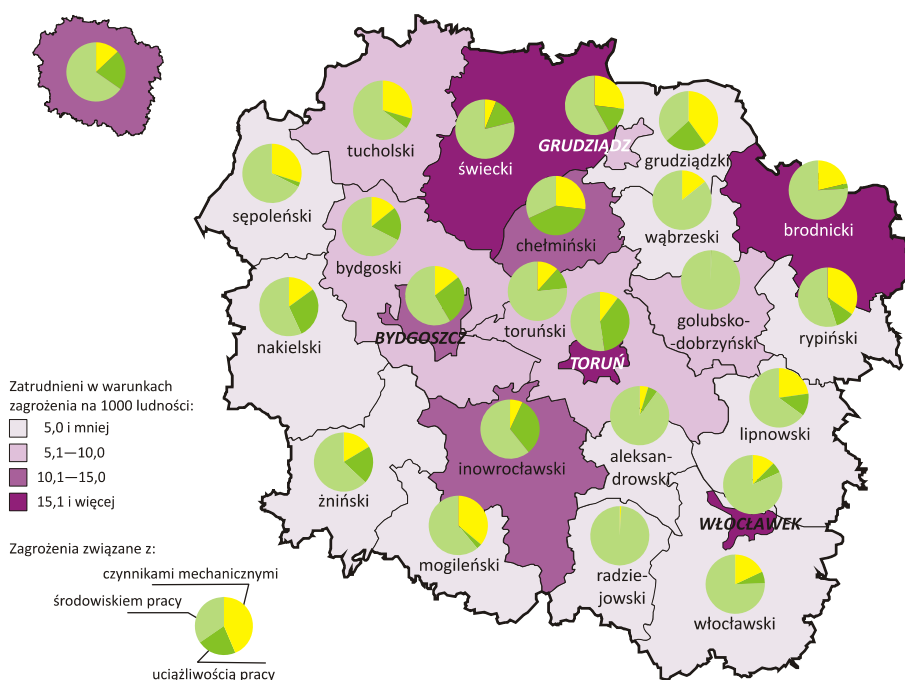 tucholski
świecki
GRUDZIĄDZ
grudziądzki
sępoleński
chełmiński
wąbrzeski
brodnicki
bydgoski
BYDGOSZCZ
toruński
golubsko-
-dobrzyński
nakielski
TORUŃ
rypiński
Zatrudnieni w warunkach
zagrożenia na 1000 ludności:
5,0 i mniej
5,1—10,0
10,1—15,0
15,1 i więcej
inowrocławski
aleksan-
drowski
lipnowski
żniński
WŁOCŁAWEK
mogileński
radzie-
jowski
włocławski
Zagrożenia związane z:
czynnikami mechanicznymi
środowiskiem pracy
uciążliwością pracy